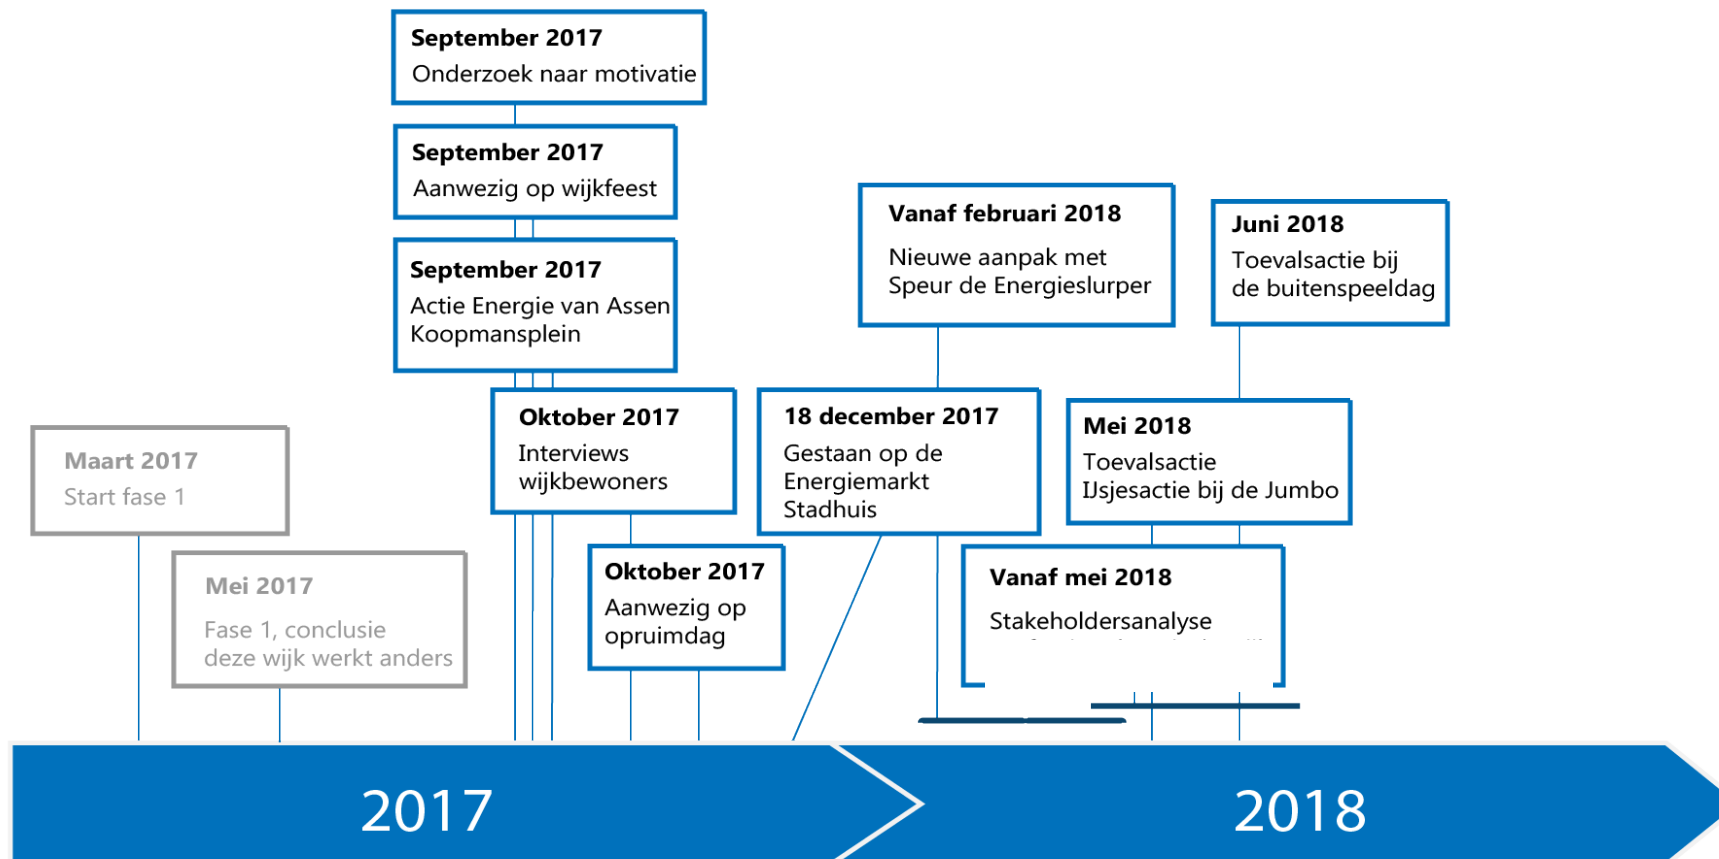 September 2017
Onderzoek naar motivatie
September 2017
Aanwezig op wijkfeest
September 2017
Actie Energie van Assen
Koopmansplein
Oktober 2017
Interviews
wijkbewoners
Oktober 2017
Aanwezig op
opruimdag
Maart 2017
Start fase 1
Mei 2017
Fase 1, conclusie
deze wijk werkt anders
18 december 2017
Gestaan op de
Energiemarkt
Stadhuis
Vanaf februari 2018
Nieuwe aanpak met
Speur de Energieslurper
Juni 2018
Toevalsactie bij
de buitenspeeldag
Mei 2018
Toevalsactie
IJsjesactie bij de Jumbo
Vanaf mei 2018
Stakeholdersanalyse
2017
2018